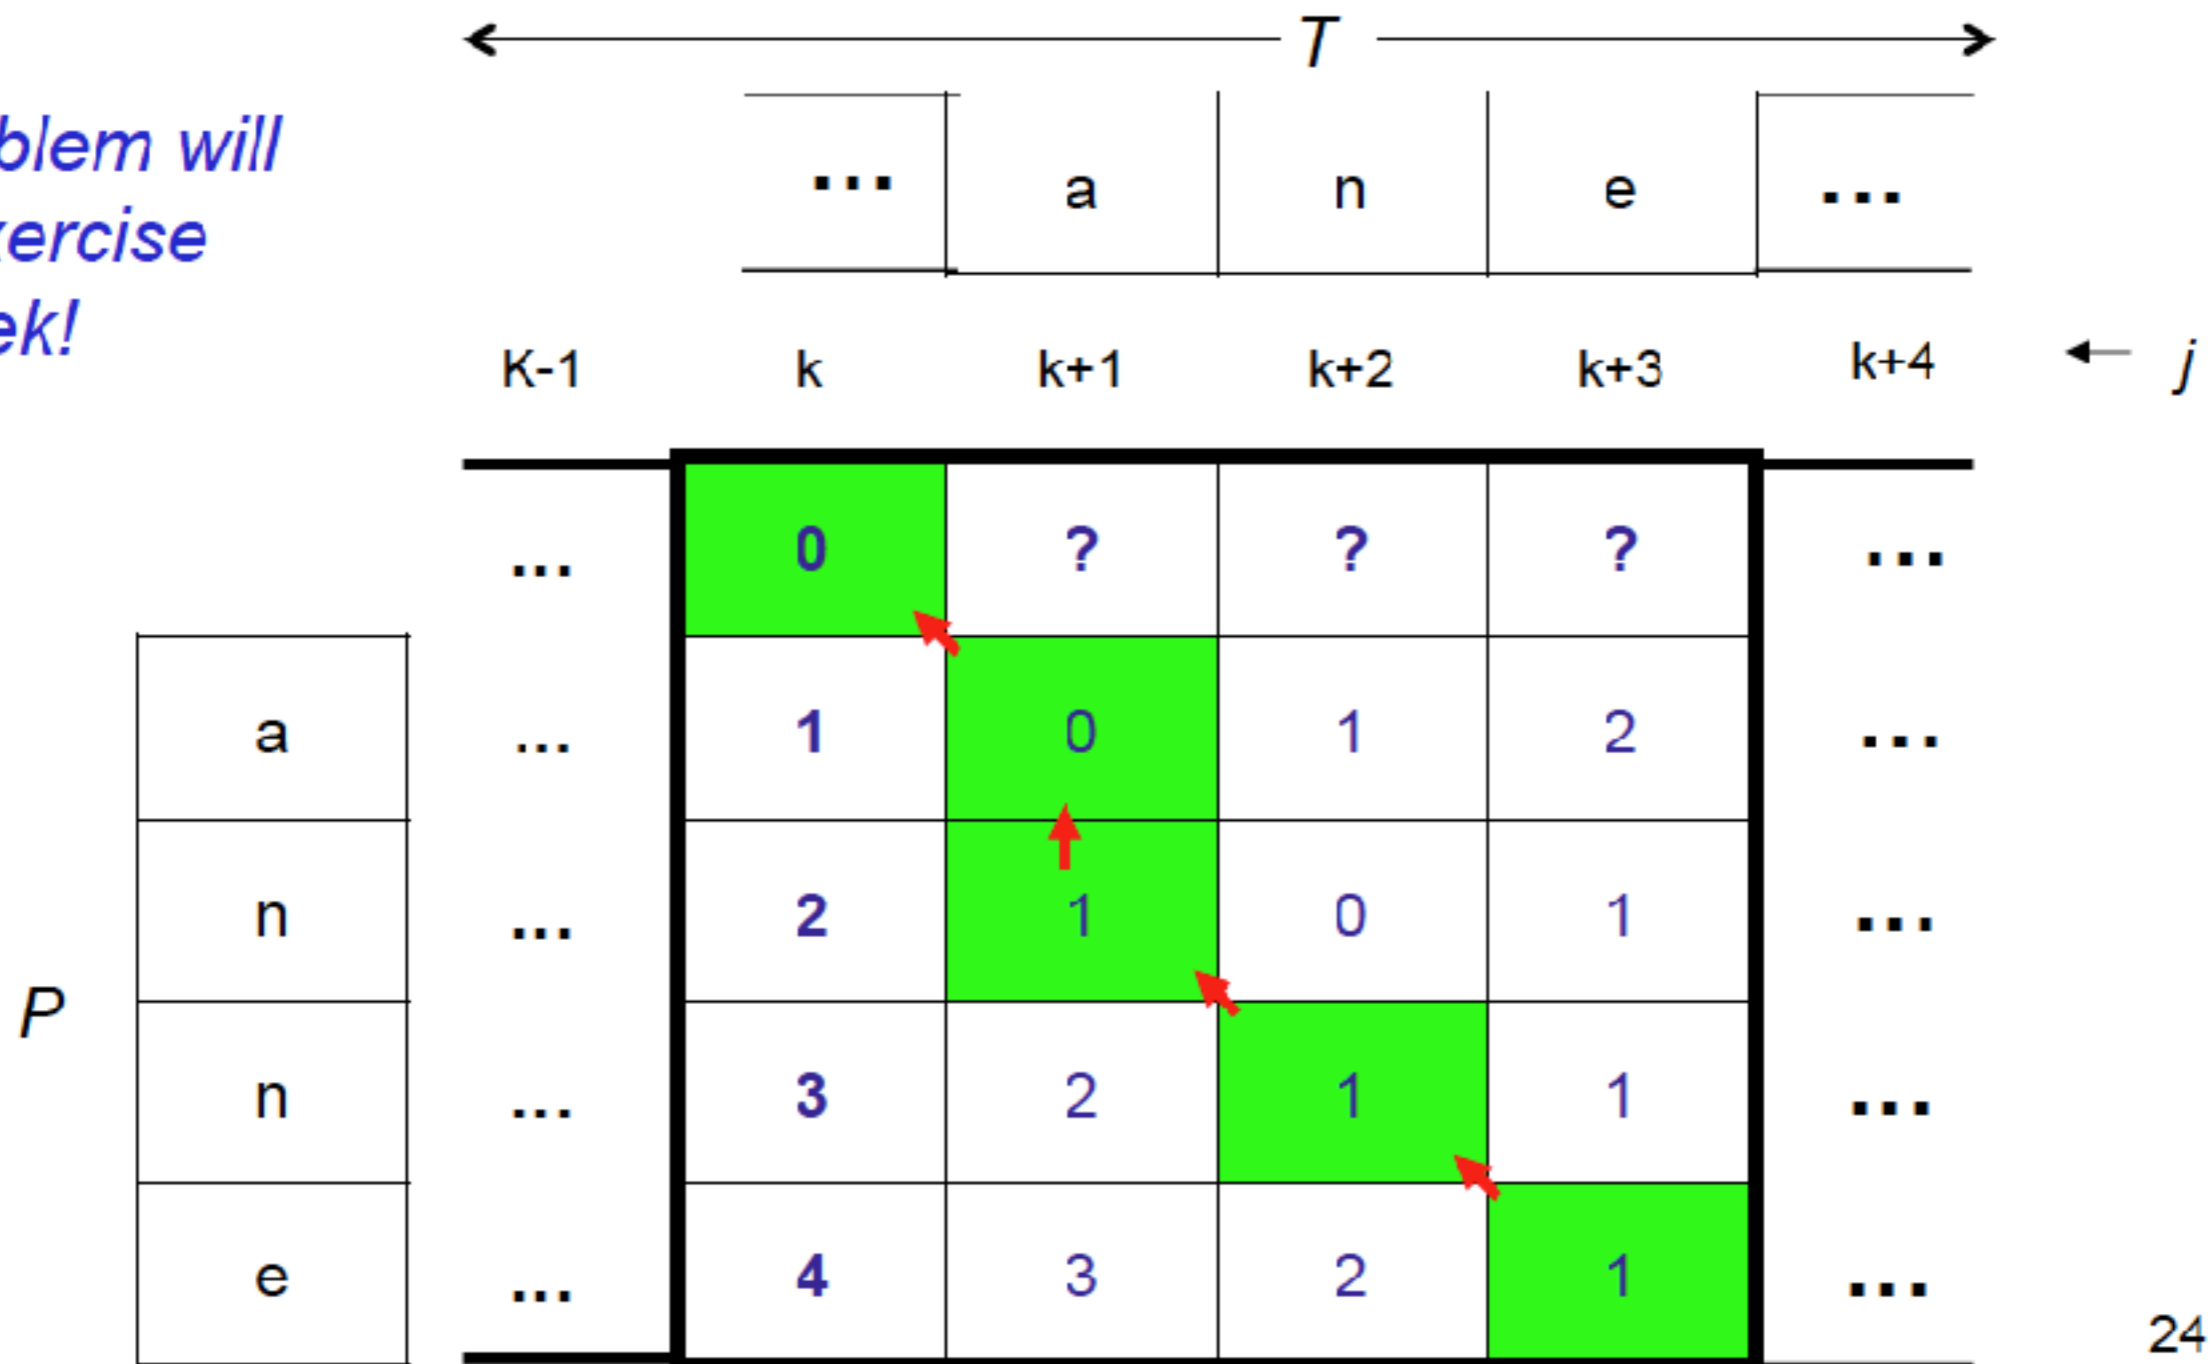 T
... a n e ...
K-1 k k+1 k+2 k+3 k+4 j
... 0 ? ? ? ...
a ... 1 0 1 2 ...
n ... 2 1 0 1 ...
P
n ... 3 2 1 1 ...
e ... 4 3 2 1 ...
blem will
ercise
ek!
24